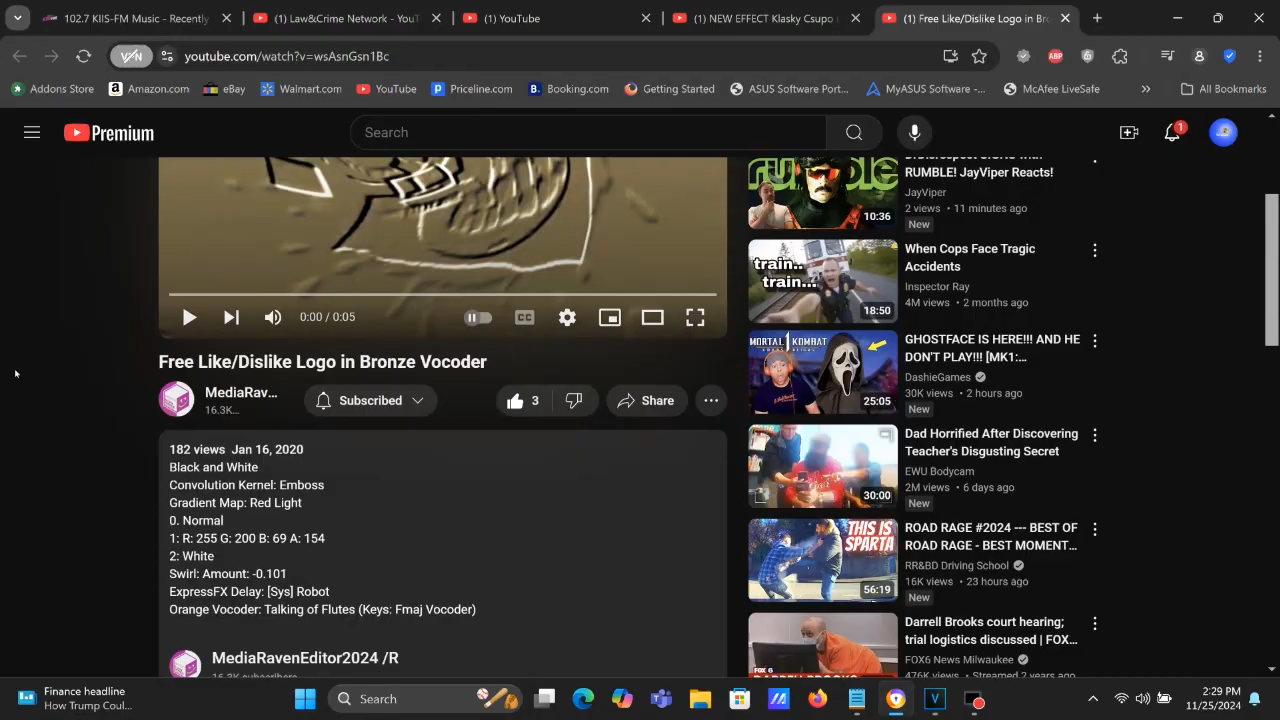 102.7 KIIS-FM Music - Recently
(1) Law&Crime Network - YouT
(1) YouTube
(1) NEW EFFECT Klasky Csupo i
(1) Free Like/Dislike Logo in Br
VPN
youtube.com/watch?v=wsAsnGsn1Bc
ABP
Addons Store
Amazon.com
eBay
Walmart.com
YouTube
Priceline.com
Booking.com
Getting Started
ASUS Software Port...
MyASUS Software -...
McAfee LiveSafe
All Bookmarks
Premium
Search
1
RUMBLE! JayViper Reacts!
JayViper
2 views • 11 minutes ago
New
10:36
When Cops Face Tragic
Accidents
Inspector Ray
4M views • 2 months ago
train..
train...
18:50
0:00 / 0:05
CC
Free Like/Dislike Logo in Bronze Vocoder
MediaRav...
16.3K...
Subscribed
3
Share
GHOSTFACE IS HERE!!! AND HE
DON'T PLAY!!! [MK1:...
DashieGames
30K views • 2 hours ago
New
MORTAL KOMBAT
25:05
182 views Jan 16, 2020
Black and White
Convolution Kernel: Emboss
Gradient Map: Red Light
0. Normal
1: R: 255 G: 200 B: 69 A: 154
2: White
Swirl: Amount: -0.101
ExpressFX Delay: [Sys] Robot
Orange Vocoder: Talking of Flutes (Keys: Fmaj Vocoder)
MediaRavenEditor2024 /R
16.3K subscribers
Dad Horrified After Discovering
Teacher's Disgusting Secret
EWU Bodycam
2M views • 6 days ago
New
30:00
ROAD RAGE #2024 --- BEST OF
ROAD RAGE - BEST MOMENT...
RR&BD Driving School
16K views • 23 hours ago
New
THIS IS
SPARTA
56:19
Darrell Brooks court hearing;
trial logistics discussed | FOX...
FOX6 News Milwaukee
476K views • Streamed 2 years ago
FOX 6
Finance headline
How Trump Coul...
Search
2:29 PM
11/25/2024